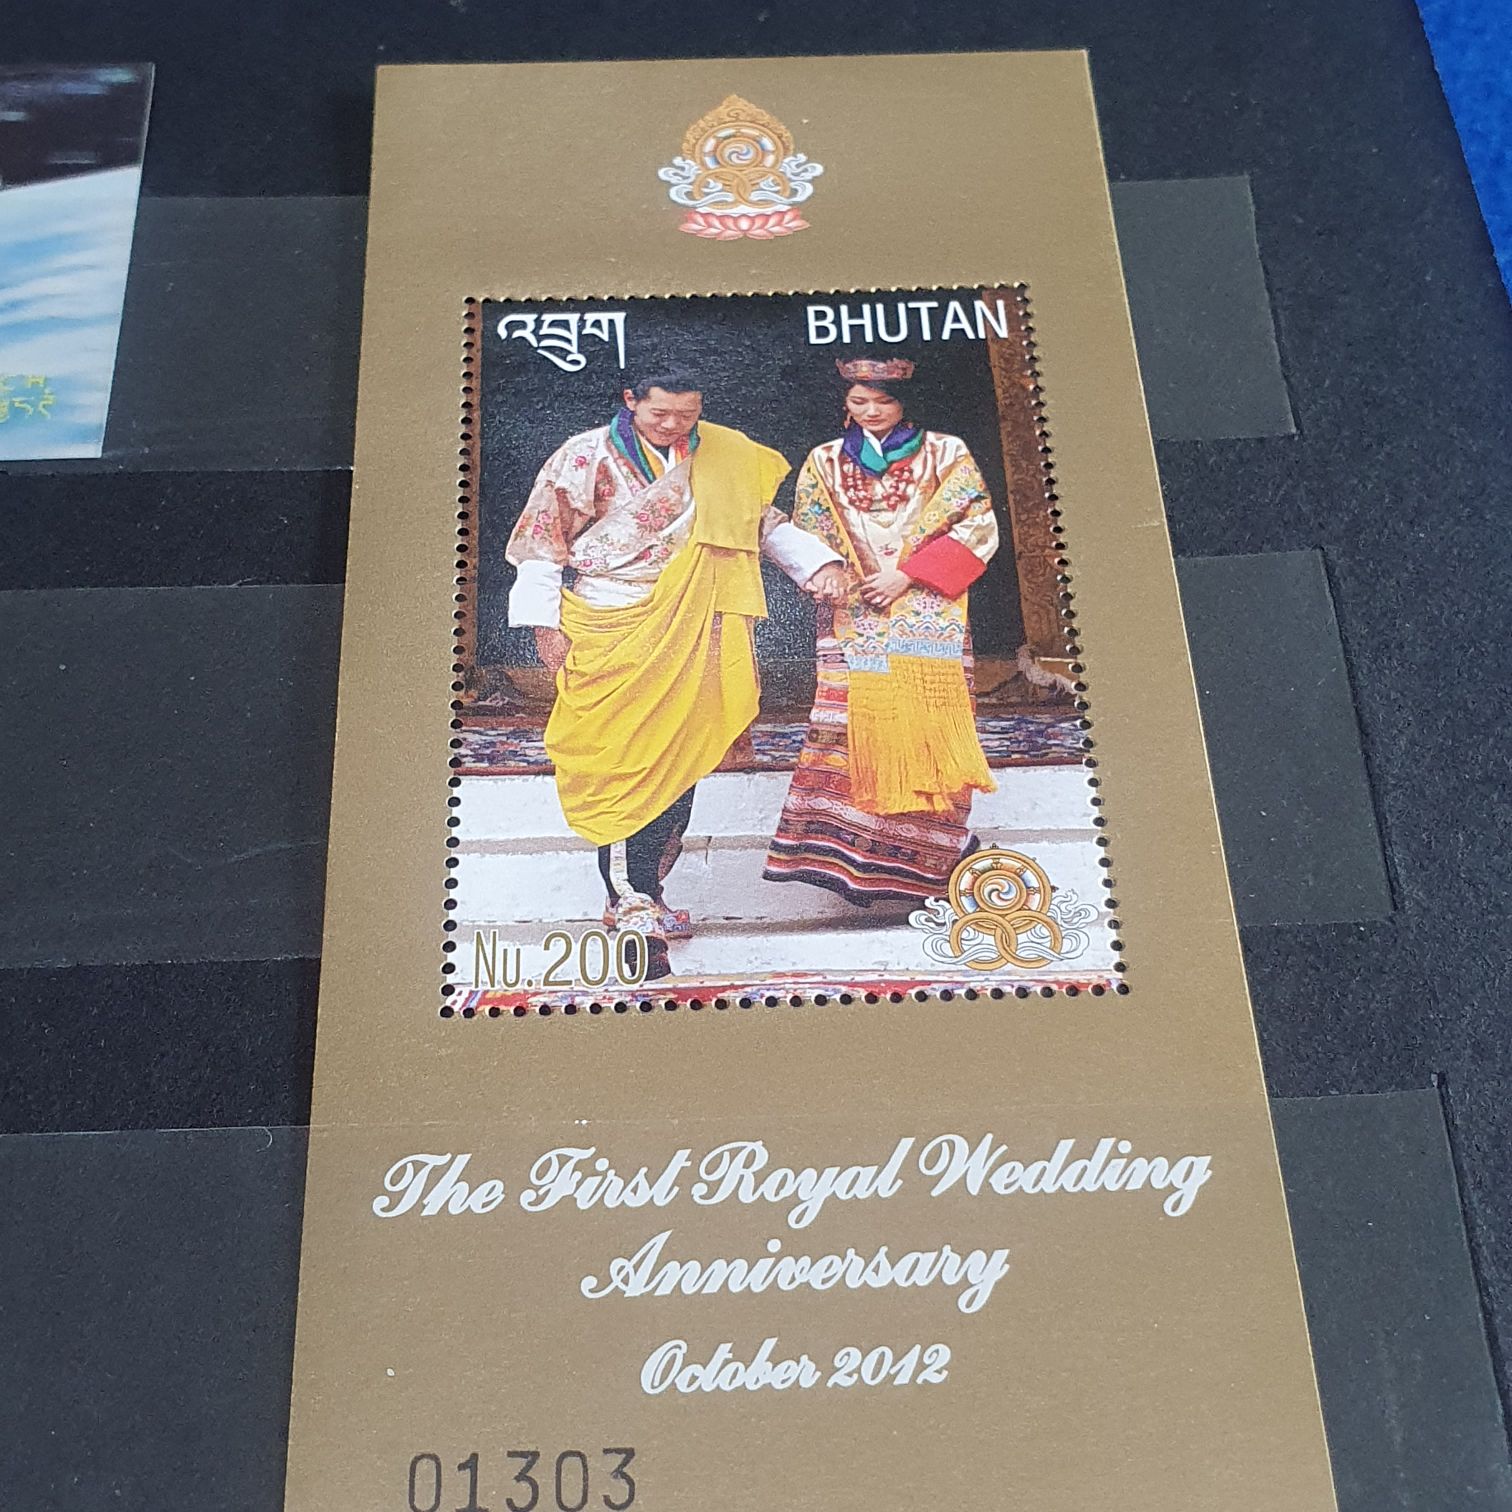 འབྲུག
BHUTAN
Nu.200
The First Royal Wedding
Anniversary
October 2012
01303